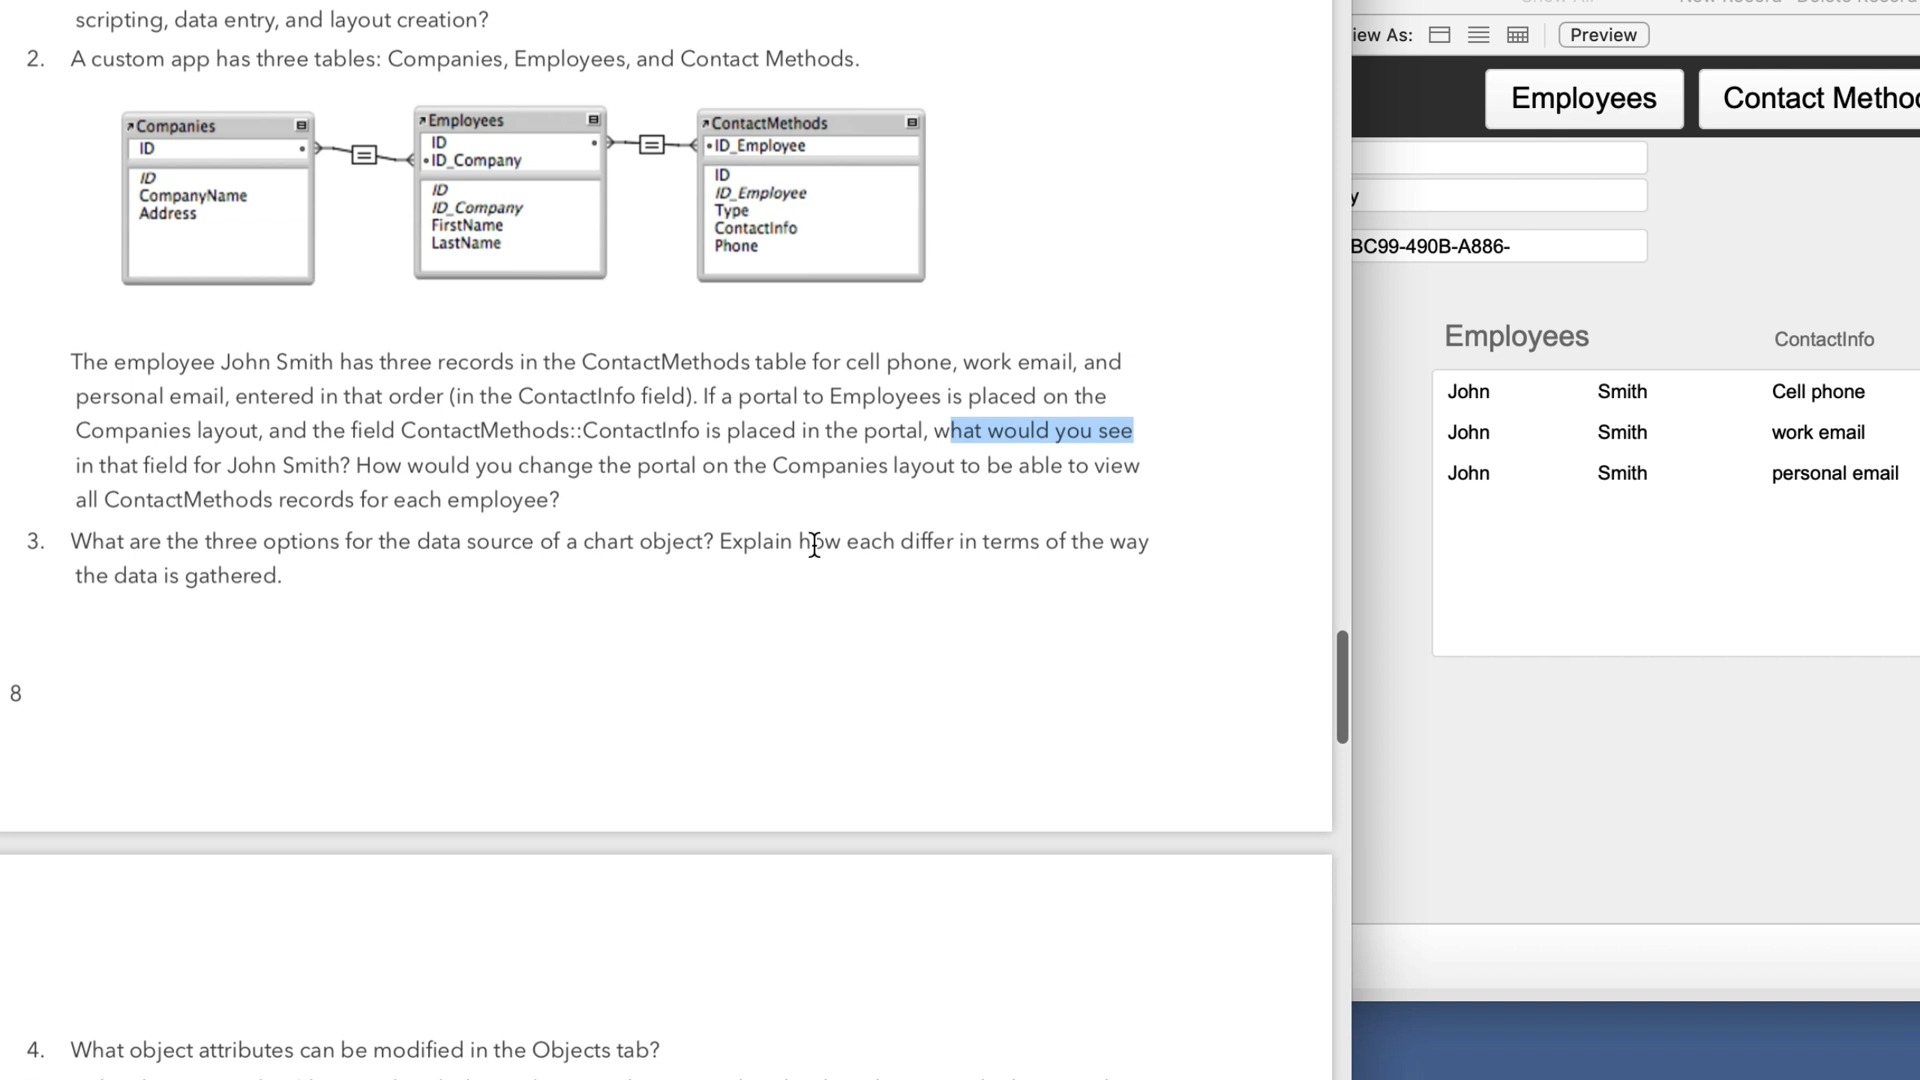 scripting, data entry, and layout creation?
2. A custom app has three tables: Companies, Employees, and Contact Methods.
Companies
ID
ID
CompanyName
Address
Employees
ID
ID_Company
ID
ID_Company
FirstName
LastName
ContactMethods
ID_Employee
ID
ID_Employee
Type
ContactInfo
Phone
The employee John Smith has three records in the ContactMethods table for cell phone, work email, and
personal email, entered in that order (in the ContactInfo field). If a portal to Employees is placed on the
Companies layout, and the field ContactMethods::ContactInfo is placed in the portal, what would you see
in that field for John Smith? How would you change the portal on the Companies layout to be able to view
all ContactMethods records for each employee?
3. What are the three options for the data source of a chart object? Explain how each differ in terms of the way
the data is gathered.
8
4. What object attributes can be modified in the Objects tab?
iew As: Preview
Employees Contact Metho
y
BC99-490B-A886-
Employees ContactInfo
John Smith Cell phone
John Smith work email
John Smith personal email